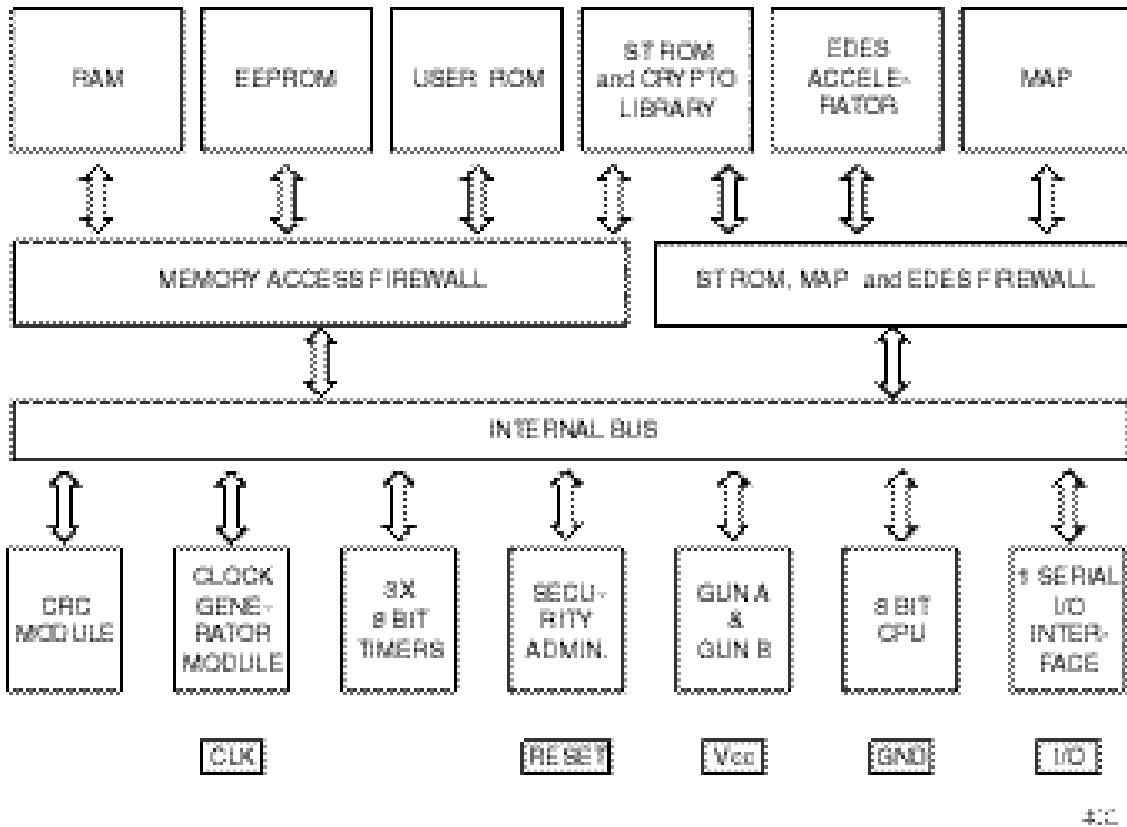 RAM
EEPROM
USER ROM
ST ROM
and CRYPTO
LIBRARY
EDES
ACCELE-
RATOR
MAP
MEMORY ACCESS FIREWALL
ST ROM, MAP and EDES FIREWALL
INTERNAL BUS
CRC
MODULE
CLOCK
GENE-
RATOR
MODULE
3X
8 BIT
TIMERS
SECU-
RITY
ADMIN.
GUN A
&
GUN B
8 BIT
CPU
1 SERIAL
I/O
INTER-
FACE
CLK
RESET
Vcc
GND
I/O